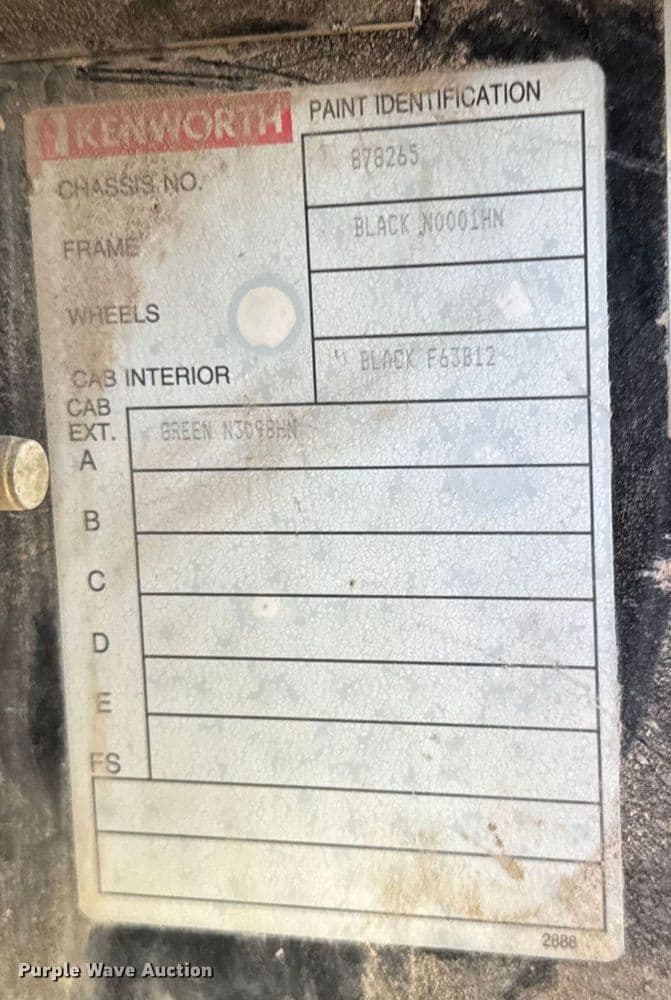 KENWORTH PAINT IDENTIFICATION
CHASSIS NO. 878265
FRAME BLACK N0001HN
WHEELS
CAB INTERIOR BLACK F63B12
CAB
EXT. GREEN N3098HN
A
B
C
D
E
FS
2888
Purple Wave Auction